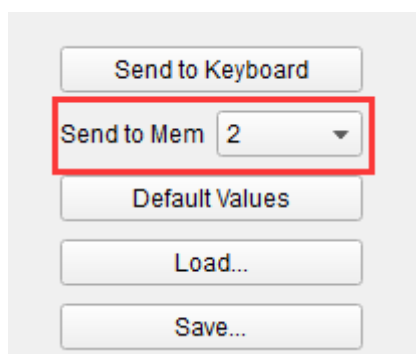 Send to Keyboard
Send to Mem 2
Default Values
Load...
Save...